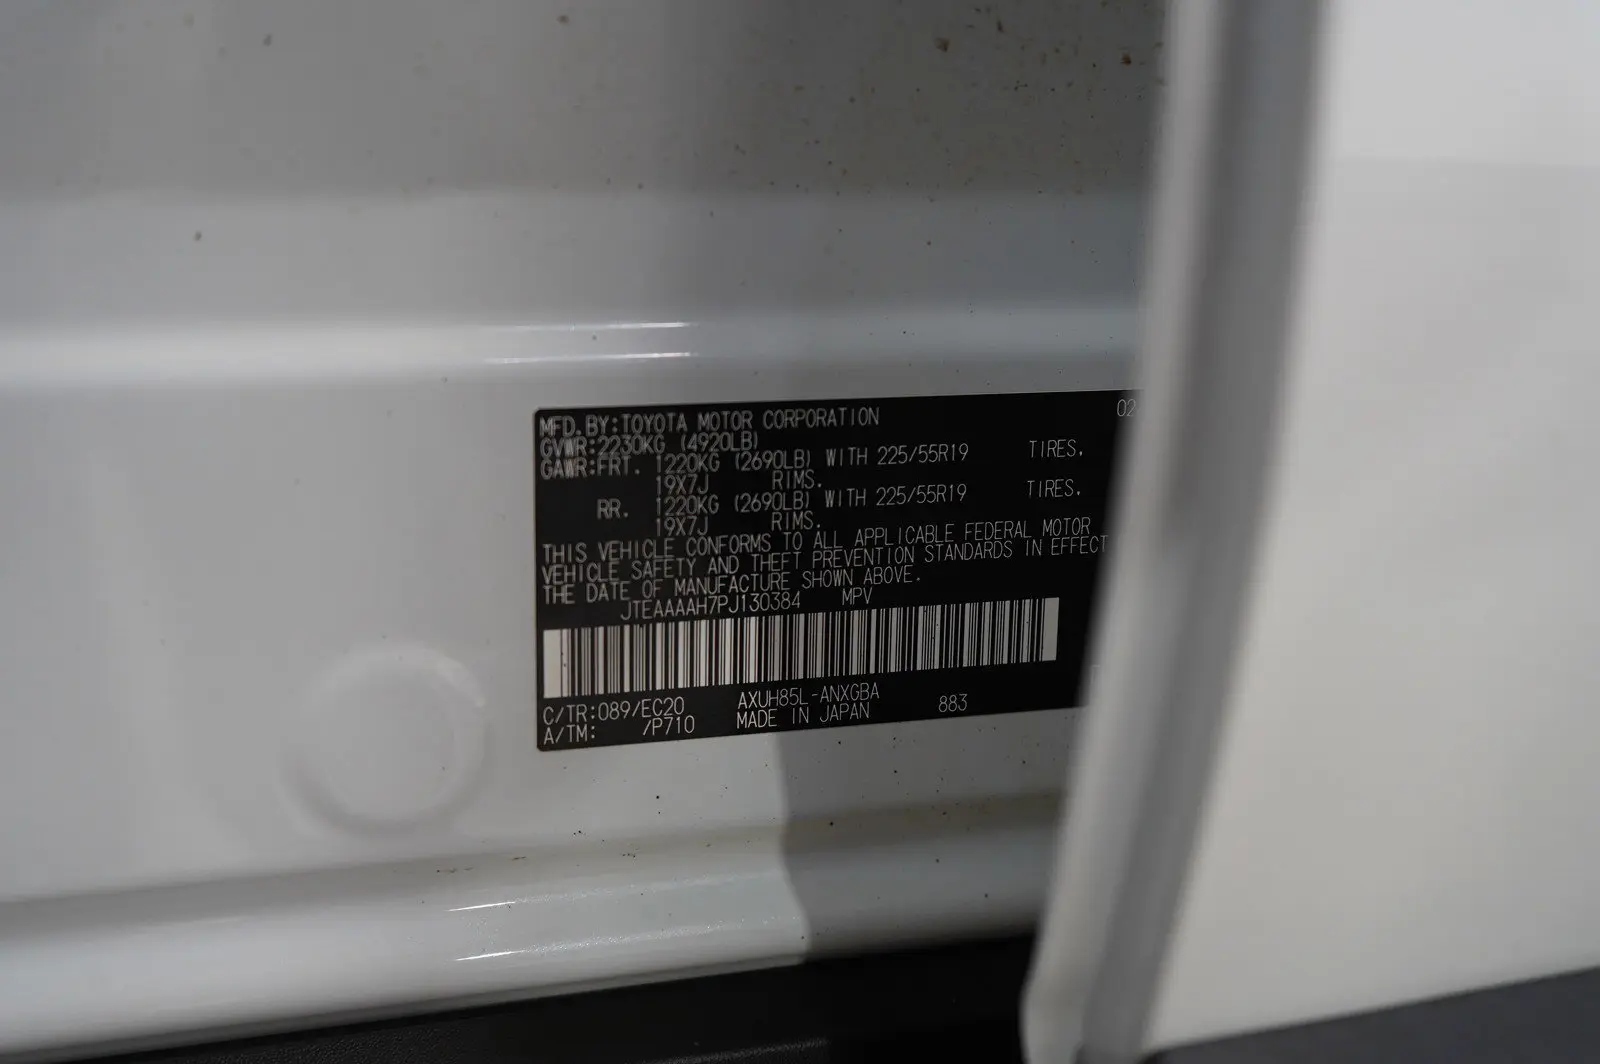 MFD.BY:TOYOTA MOTOR CORPORATION 02
GVWR:2230KG (4920LB)
GAWR:FRT. 1220KG (2690LB) WITH 225/55R19 TIRES,
19X7J RIMS.
RR. 1220KG (2690LB) WITH 225/55R19 TIRES,
19X7J RIMS.
THIS VEHICLE CONFORMS TO ALL APPLICABLE FEDERAL MOTOR
VEHICLE SAFETY AND THEFT PREVENTION STANDARDS IN EFFECT
THE DATE OF MANUFACTURE SHOWN ABOVE.
JTEAAAAH7PJ130384 MPV
C/TR:089/EC20 AXUH85L-ANXGBA 883
A/TM: /P710 MADE IN JAPAN